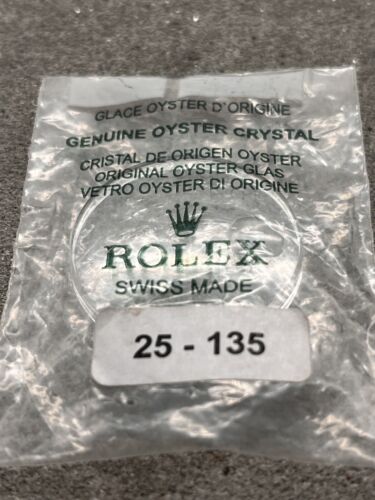 GLACE OYSTER D'ORIGINE
GENUINE OYSTER CRYSTAL
CRISTAL DE ORIGEN OYSTER
ORIGINAL OYSTER GLAS
VETRO OYSTER DI ORIGINE
ROLEX
SWISS MADE
25 - 135